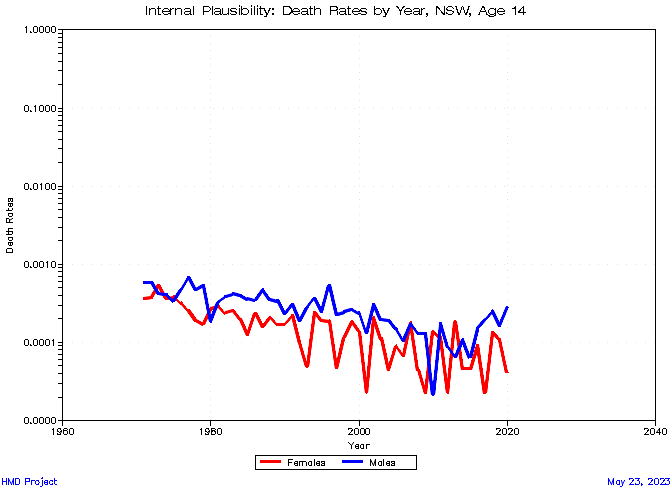 Internal Plausibility: Death Rates by Year, NSW, Age 14
1.0000
0.1000
0.0100
0.0010
0.0001
0.0000
Death Rates
1960 1980 2000 2020 2040
Year
Females Males
HMD Project
May 23, 2023